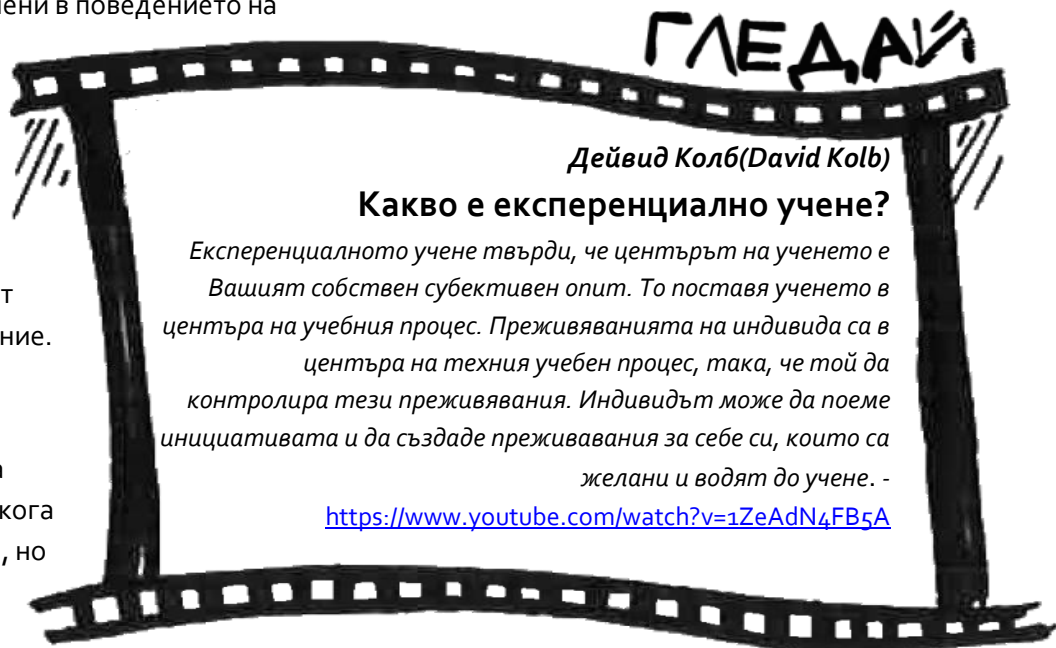 нени в поведението на
ГЛЕДАЙ
Дейвид Колб(David Kolb)
Какво е експеренциално учене?
Експеренциалното учене твърди, че центърът на ученето е
Вашият собствен субективен опит. То поставя ученето в
центъра на учебния процес. Преживяванията на индивида са в
центъра на техния учебен процес, така, че той да
контролира тези преживявания. Индивидът може да поеме
инициативата и да създаде преживавания за себе си, които са
желани и водят до учене. -
https://www.youtube.com/watch?v=1ZeAdN4FB5A
т
ние.
а
кога
, но